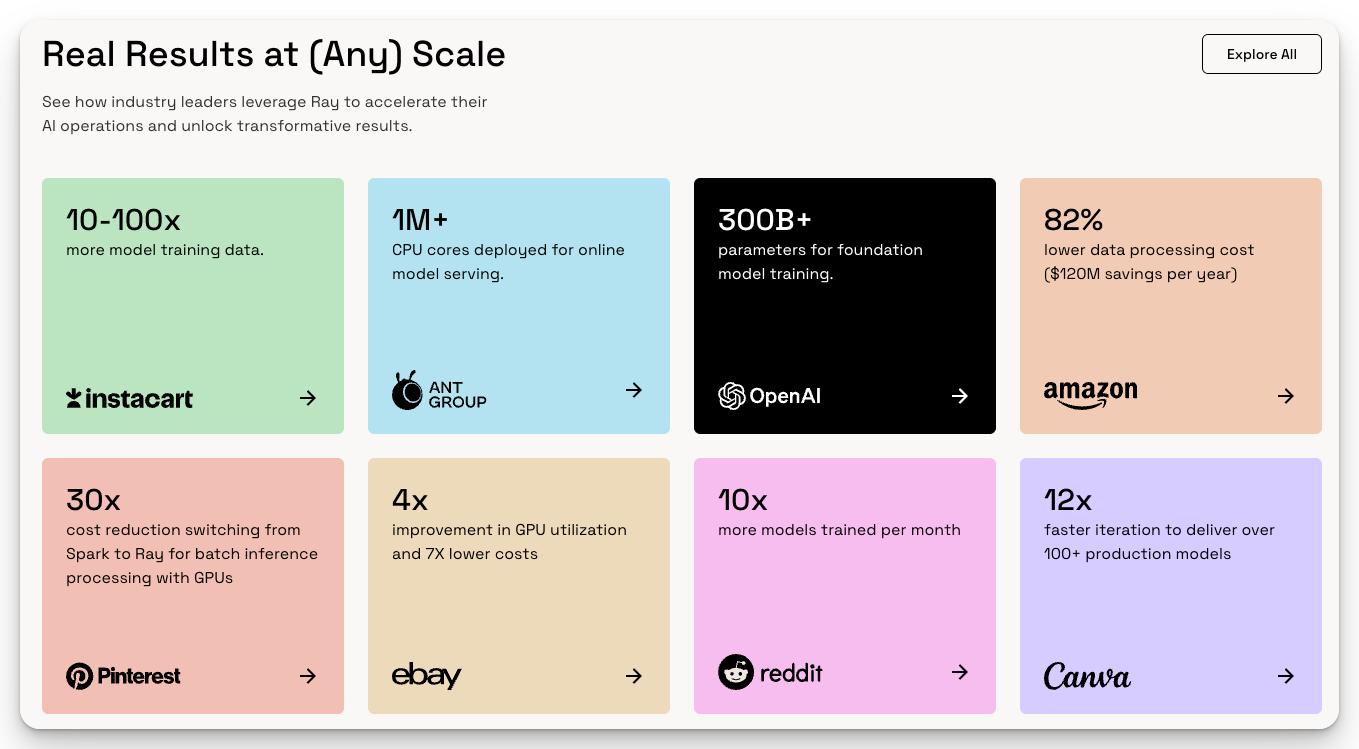 Real Results at (Any) Scale
Explore All
See how industry leaders leverage Ray to accelerate their
AI operations and unlock transformative results.
10-100x
more model training data.
instacart
1M+
CPU cores deployed for online
model serving.
ANT
GROUP
300B+
parameters for foundation
model training.
OpenAI
82%
lower data processing cost
($120M savings per year)
amazon
30x
cost reduction switching from
Spark to Ray for batch inference
processing with GPUs
Pinterest
4x
improvement in GPU utilization
and 7X lower costs
ebay
10x
more models trained per month
reddit
12x
faster iteration to deliver over
100+ production models
Canva